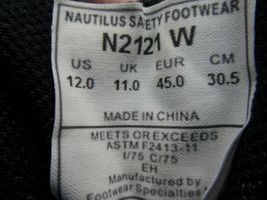 NAUTILUS SAFETY FOOTWEAR
N2121 W
US UK EUR CM
12.0 11.0 45.0 30.5
MADE IN CHINA
MEETS OR EXCEEDS
ASTM F2413-11
I/75 C/75
EH
Manufactured by
Footwear Specialties